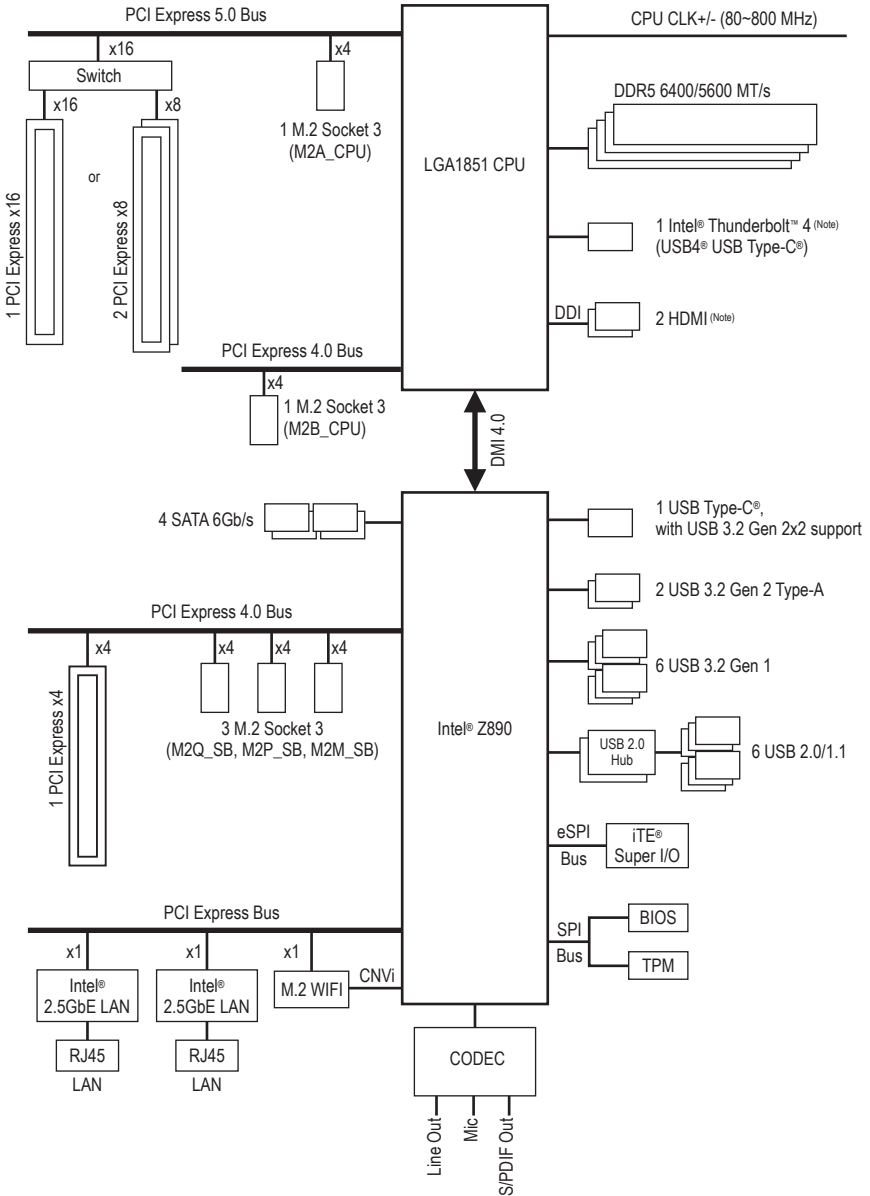 PCI Express 5.0 Bus
CPU CLK+/- (80~800 MHz)
x16
x4
Switch
x16
x8
1 M.2 Socket 3
(M2A_CPU)
or
1 PCI Express x16
2 PCI Express x8
LGA1851 CPU
DDR5 6400/5600 MT/s
1 Intel® Thunderbolt™ 4 (Note)
(USB4® USB Type-C®)
DDI
2 HDMI (Note)
PCI Express 4.0 Bus
x4
1 M.2 Socket 3
(M2B_CPU)
DMI 4.0
4 SATA 6Gb/s
1 USB Type-C®,
with USB 3.2 Gen 2x2 support
2 USB 3.2 Gen 2 Type-A
PCI Express 4.0 Bus
x4
x4
x4
x4
1 PCI Express x4
3 M.2 Socket 3
(M2Q_SB, M2P_SB, M2M_SB)
Intel® Z890
6 USB 3.2 Gen 1
USB 2.0
Hub
6 USB 2.0/1.1
eSPI
Bus
iTE®
Super I/O
SPI
Bus
BIOS
TPM
PCI Express Bus
x1
x1
x1
Intel®
2.5GbE LAN
Intel®
2.5GbE LAN
M.2 WIFI
CNVi
RJ45
LAN
RJ45
LAN
CODEC
Line Out
Mic
S/PDIF Out